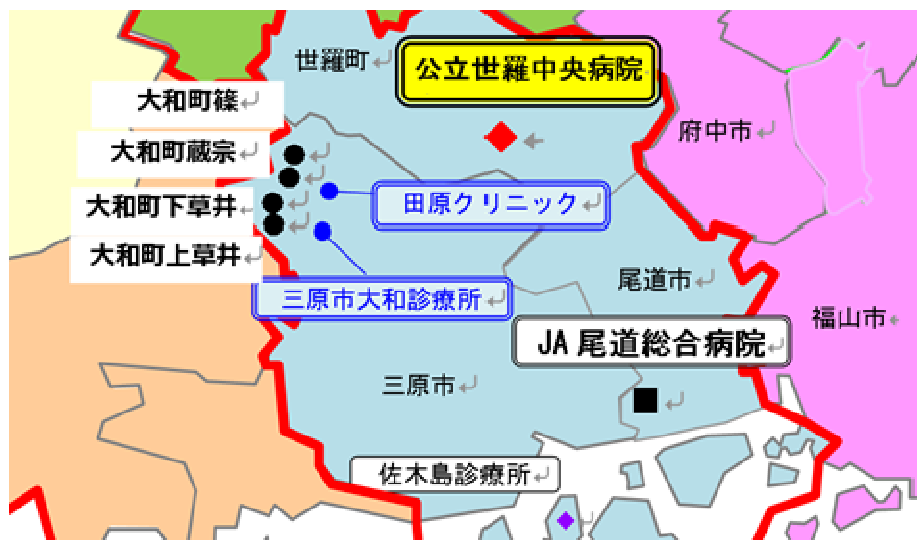 世羅町
公立世羅中央病院
大和町篠
府中市
大和町蔵宗
大和町下草井
田原クリニック
大和町上草井
尾道市
三原市大和診療所
福山市
JA 尾道総合病院
三原市
佐木島診療所